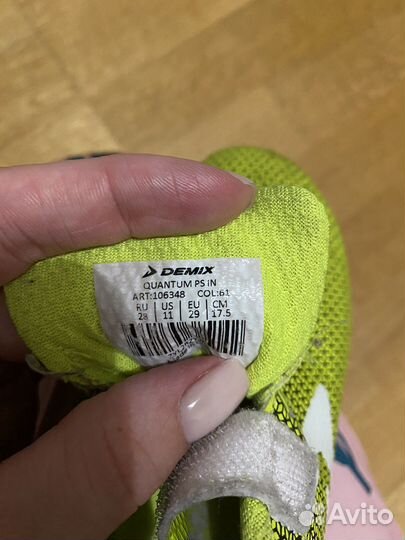 DEMIX
QUANTUM PS IN
ART:106348 COL:61
RU US EU CM
28 11 29 17.5
Avito